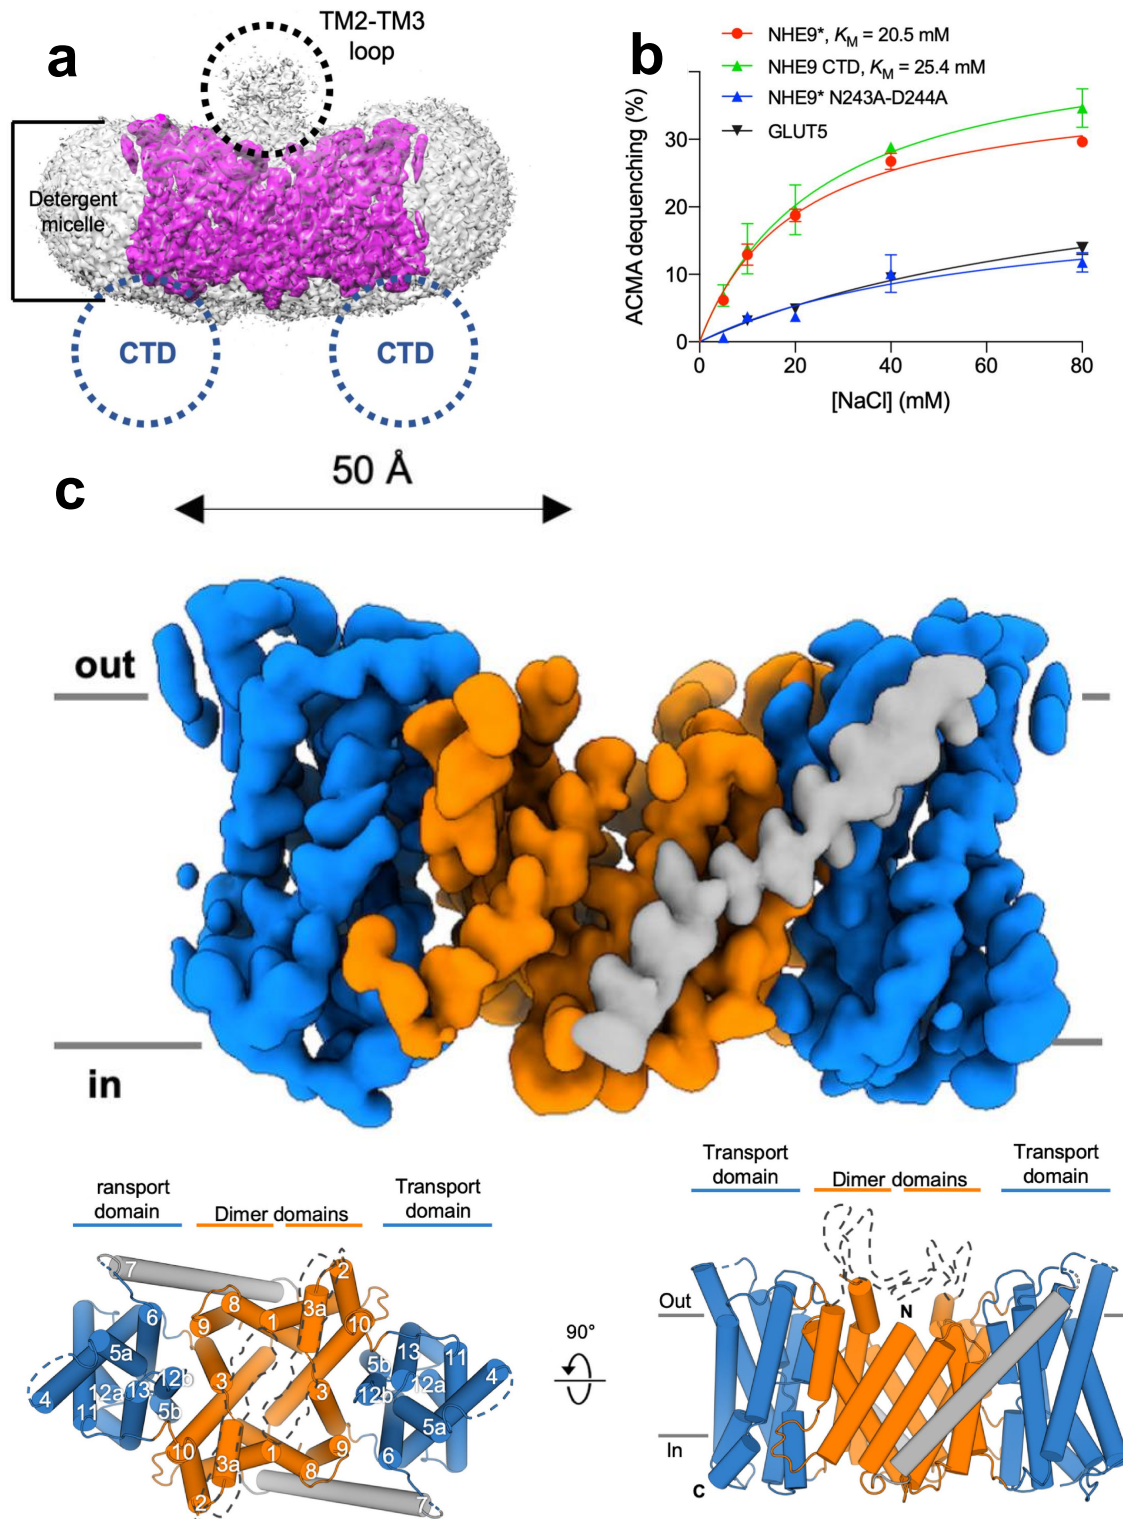 a
TM2-TM3
loop
Detergent
micelle
CTD
CTD
b
NHE9*, KM = 20.5 mM
NHE9 CTD, KM = 25.4 mM
NHE9* N243A-D244A
GLUT5
ACMA dequenching (%)
30
20
10
0
0
20
40
60
80
[NaCl] (mM)
c
50 Å
out
in
ransport
domain
Dimer domains
Transport
domain
7
2
8
3a
6
1
10
9
13
5a
5b
11
12b
4
12a
13
3
3
12b
12a
4
11
5b
5a
10
1
9
6
3a
8
2
7
90°
Transport
domain
Dimer domains
Transport
domain
Out
N
In
C